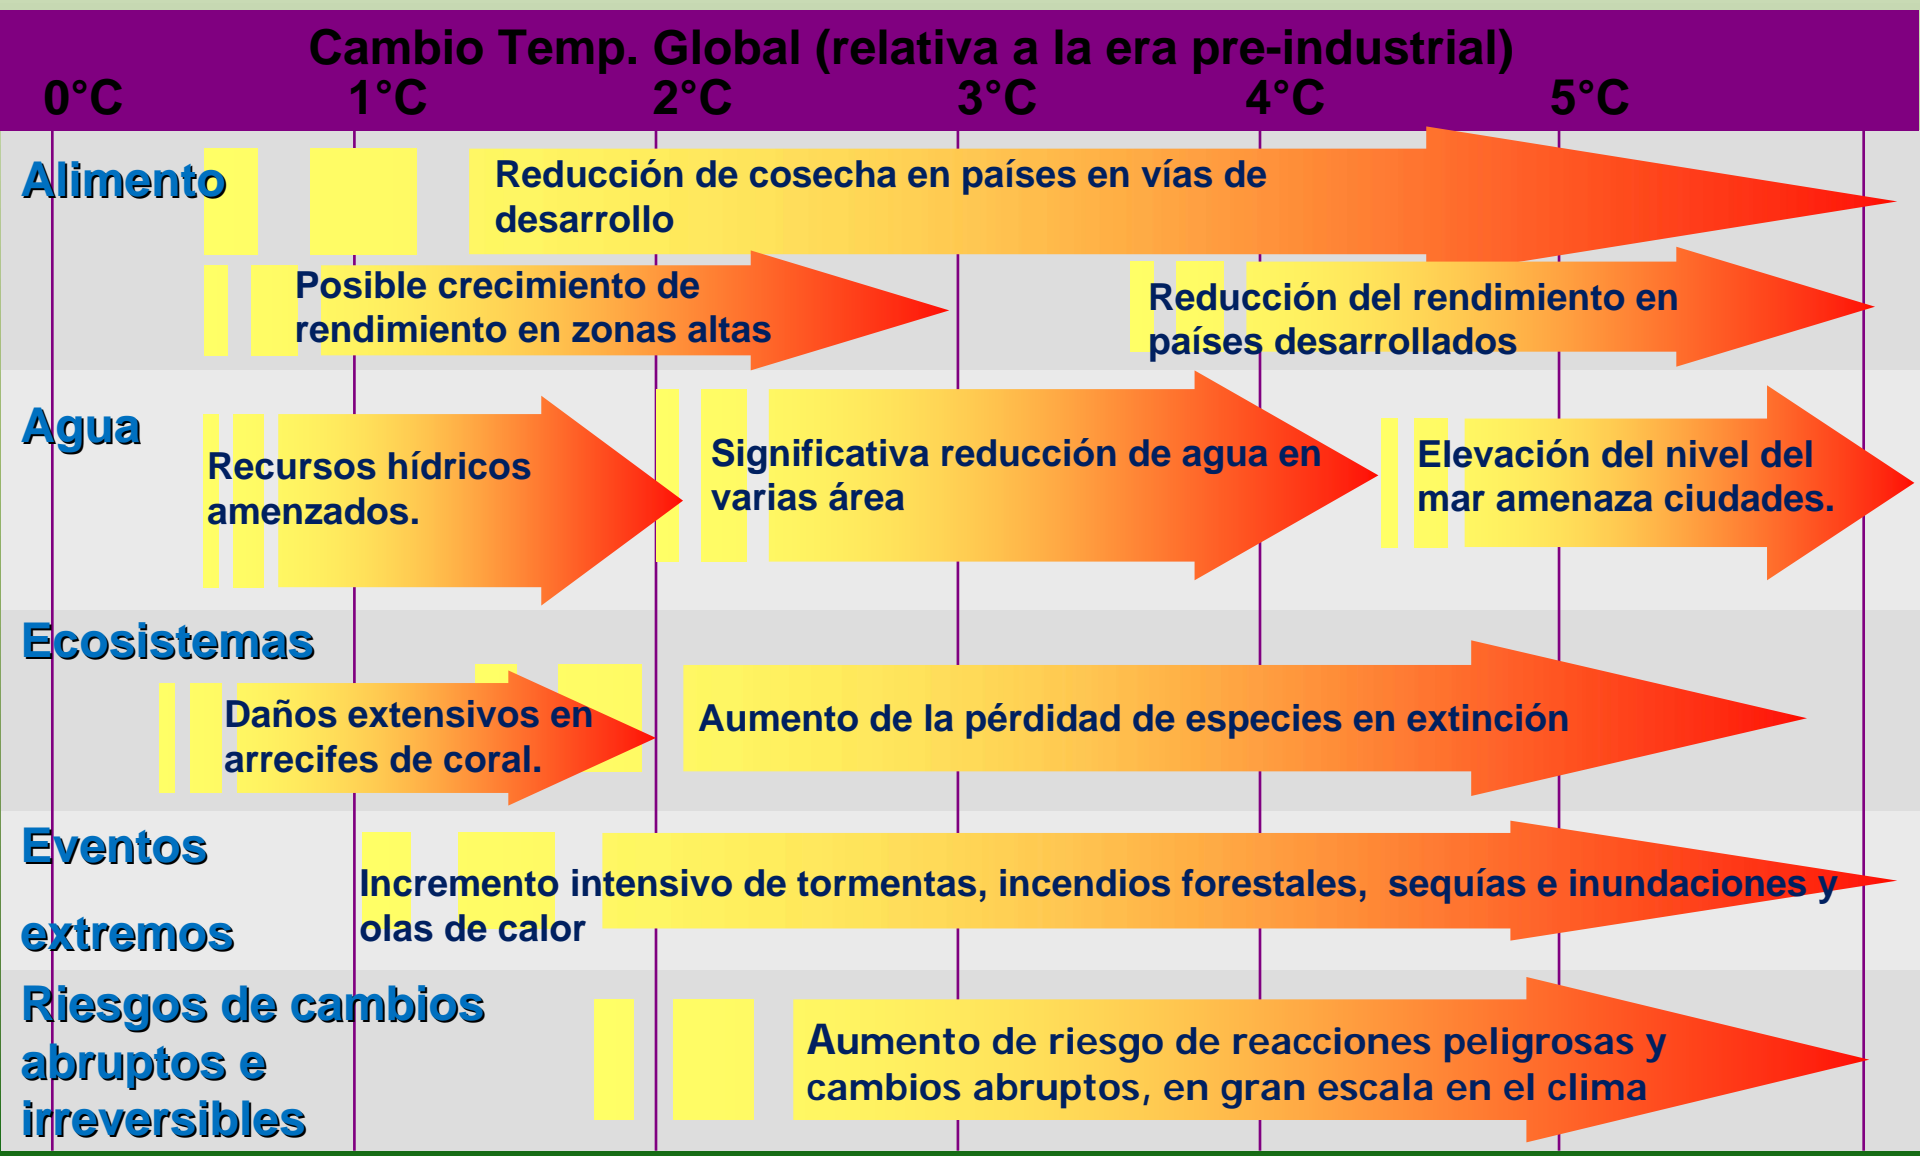 Cambio Temp. Global (relativa a la era pre-industrial)
0°C 1°C 2°C 3°C 4°C 5°C
Alimento
Reducción de cosecha en países en vías de
desarrollo
Posible crecimiento de
rendimiento en zonas altas
Reducción del rendimiento en
países desarrollados
Agua
Recursos hídricos
amenzados.
Significativa reducción de agua en
varias área
Elevación del nivel del
mar amenaza ciudades.
Ecosistemas
Daños extensivos en
arrecifes de coral.
Aumento de la pérdidad de especies en extinción
Eventos
extremos
Incremento intensivo de tormentas, incendios forestales, sequías e inundaciones y
olas de calor
Riesgos de cambios
abruptos e
irreversibles
Aumento de riesgo de reacciones peligrosas y
cambios abruptos, en gran escala en el clima